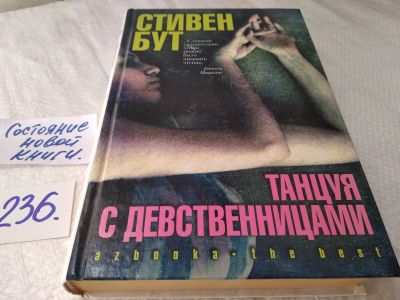 СТИВЕН
БУТ
ТАНЦУЯ
С ДЕВСТВЕННИЦАМИ
azbooka • the best
Состояние
новой
книги.
236.